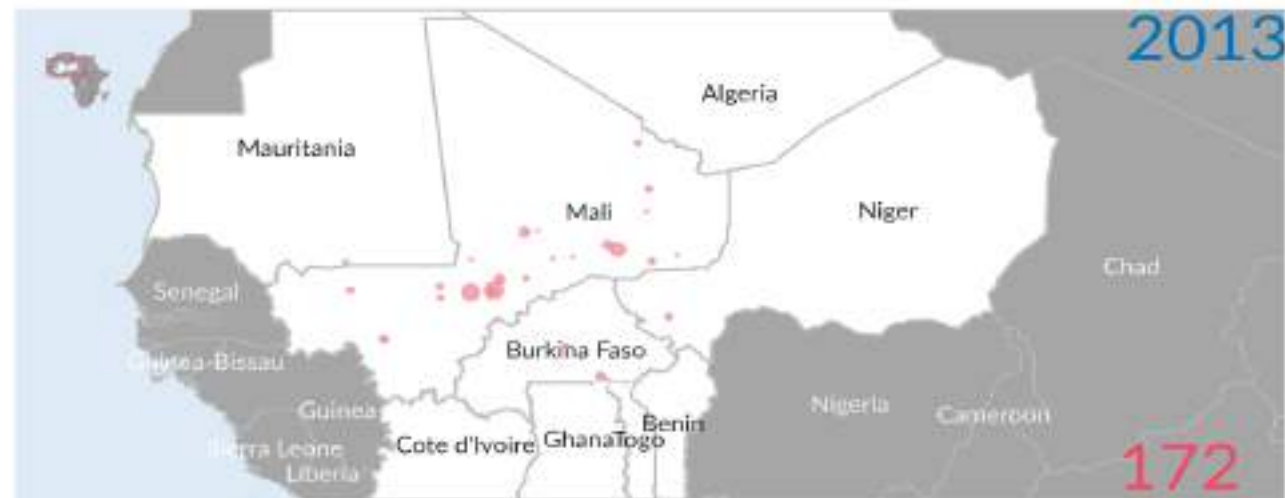 2013
Algeria
Mauritania
Mali
Niger
Chad
Senegal
Burkina Faso
Guinea-Bissau
Nigeria
Guinea
Cameroon
Benin
Cote d'Ivoire
Ghana
Togo
Sierra Leone
Liberia
172